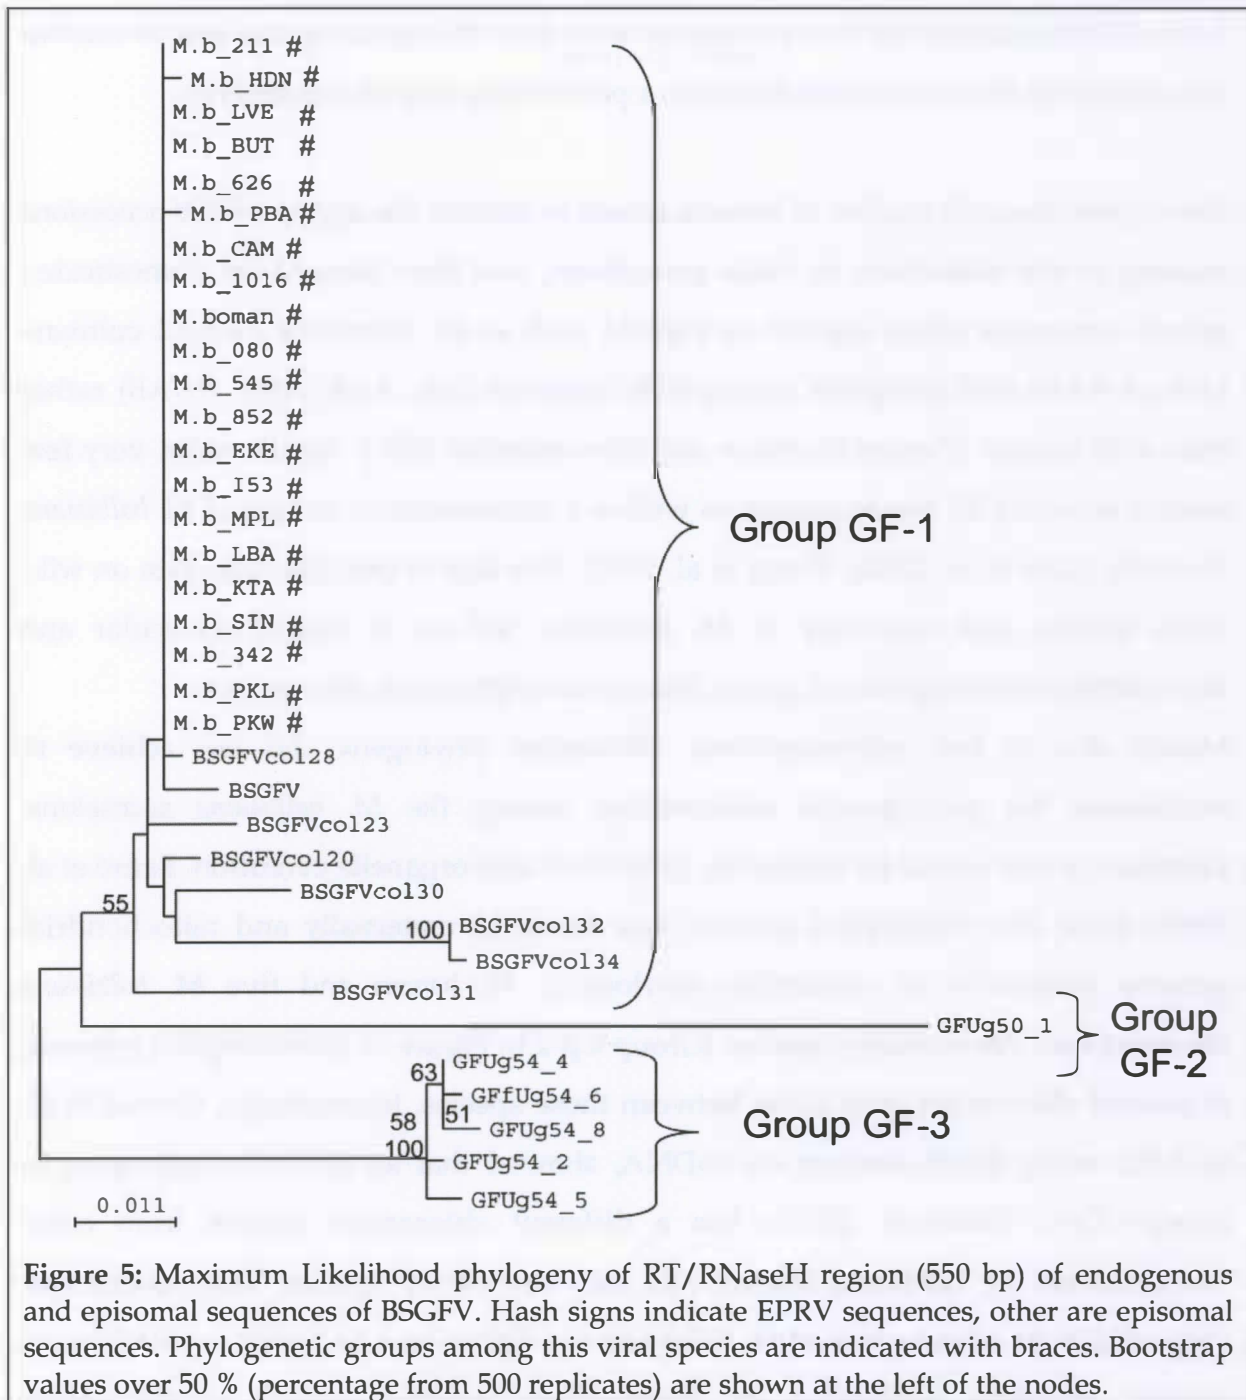 M.b_211 #
M.b_HDN #
M.b_LVE #
M.b_BUT #
M.b_626 #
M.b_PBA #
M.b_CAM #
M.b_1016 #
M.boman #
M.b_080 #
M.b_545 #
M.b_852 #
M.b_EKE #
M.b_I53 #
M.b_MPL #
Group GF-1
M.b_LBA #
M.b_KTA #
M.b_SIN #
M.b_342 #
M.b_PKL #
M.b_PKW #
BSGFVcol28
BSGFV
BSGFVcol23
BSGFVcol20
BSGFVcol30
55
BSGFVcol32
100
BSGFVcol34
BSGFVcol31
GFUg50_1
Group
GF-2
GFUg54_4
63
GFfUg54_6
51
GFUg54_8
58
Group GF-3
100
GFUg54_2
GFUg54_5
0.011
Figure 5: Maximum Likelihood phylogeny of RT/RNaseH region (550 bp) of endogenous
and episomal sequences of BSGFV. Hash signs indicate EPRV sequences, other are episomal
sequences. Phylogenetic groups among this viral species are indicated with braces. Bootstrap
values over 50 % (percentage from 500 replicates) are shown at the left of the nodes.